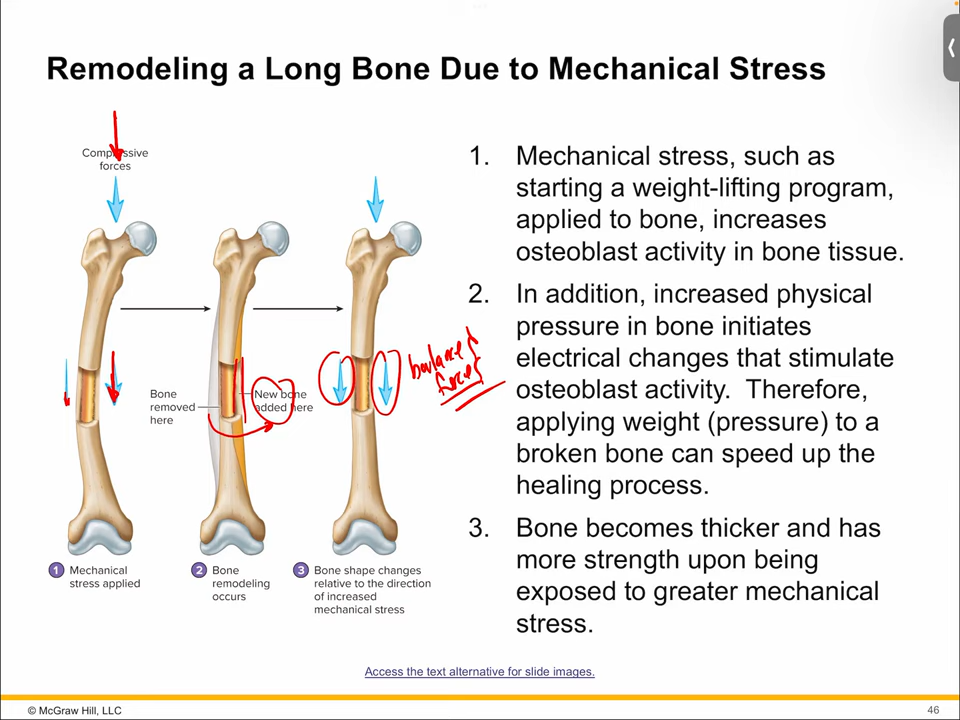 Remodeling a Long Bone Due to Mechanical Stress
Compressive
forces
Bone
removed
here
New bone
added here
balanced
forces
1 Mechanical
stress applied
2 Bone
remodeling
occurs
3 Bone shape changes
relative to the direction
of increased
mechanical stress
1. Mechanical stress, such as
starting a weight-lifting program,
applied to bone, increases
osteoblast activity in bone tissue.
2. In addition, increased physical
pressure in bone initiates
electrical changes that stimulate
osteoblast activity. Therefore,
applying weight (pressure) to a
broken bone can speed up the
healing process.
3. Bone becomes thicker and has
more strength upon being
exposed to greater mechanical
stress.
Access the text alternative for slide images.
© McGraw Hill, LLC
46